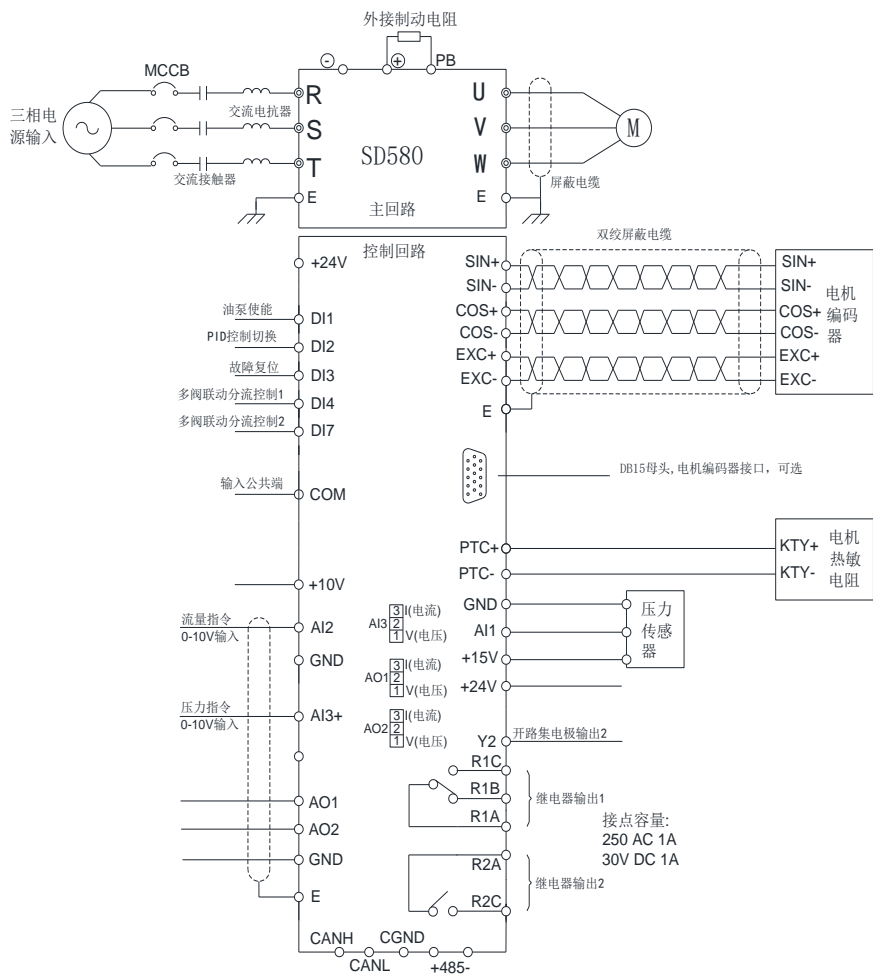 外接制动电阻
- + PB
MCCB
三相电
源输入
交流电抗器
交流接触器
R
S
T
E
SD580
主回路
U
V
W
E
M
屏蔽电缆
控制回路
+24V
油泵使能
DI1
PID控制切换
DI2
故障复位
DI3
多阀联动分流控制1
DI4
多阀联动分流控制2
DI7
输入公共端
COM
+10V
流量指令
0-10V输入
AI2
GND
压力指令
0-10V输入
AI3+
AO1
AO2
GND
E
双绞屏蔽电缆
SIN+
SIN-
COS+
COS-
EXC+
EXC-
E
SIN+
SIN-
COS+
COS-
EXC+
EXC-
电机
编码
器
DB15母头,电机编码器接口，可选
PTC+
PTC-
KTY+
KTY-
电机
热敏
电阻
GND
AI1
+15V
压力
传感
器
+24V
AI3
3 I(电流)
2
1 V(电压)
AO1
3 I(电流)
2
1 V(电压)
AO2
3 I(电流)
2
1 V(电压)
Y2
开路集电极输出2
R1C
R1B
R1A
继电器输出1
R2A
R2C
继电器输出2
接点容量:
250 AC 1A
30V DC 1A
CANH
CANL
CGND
+485-